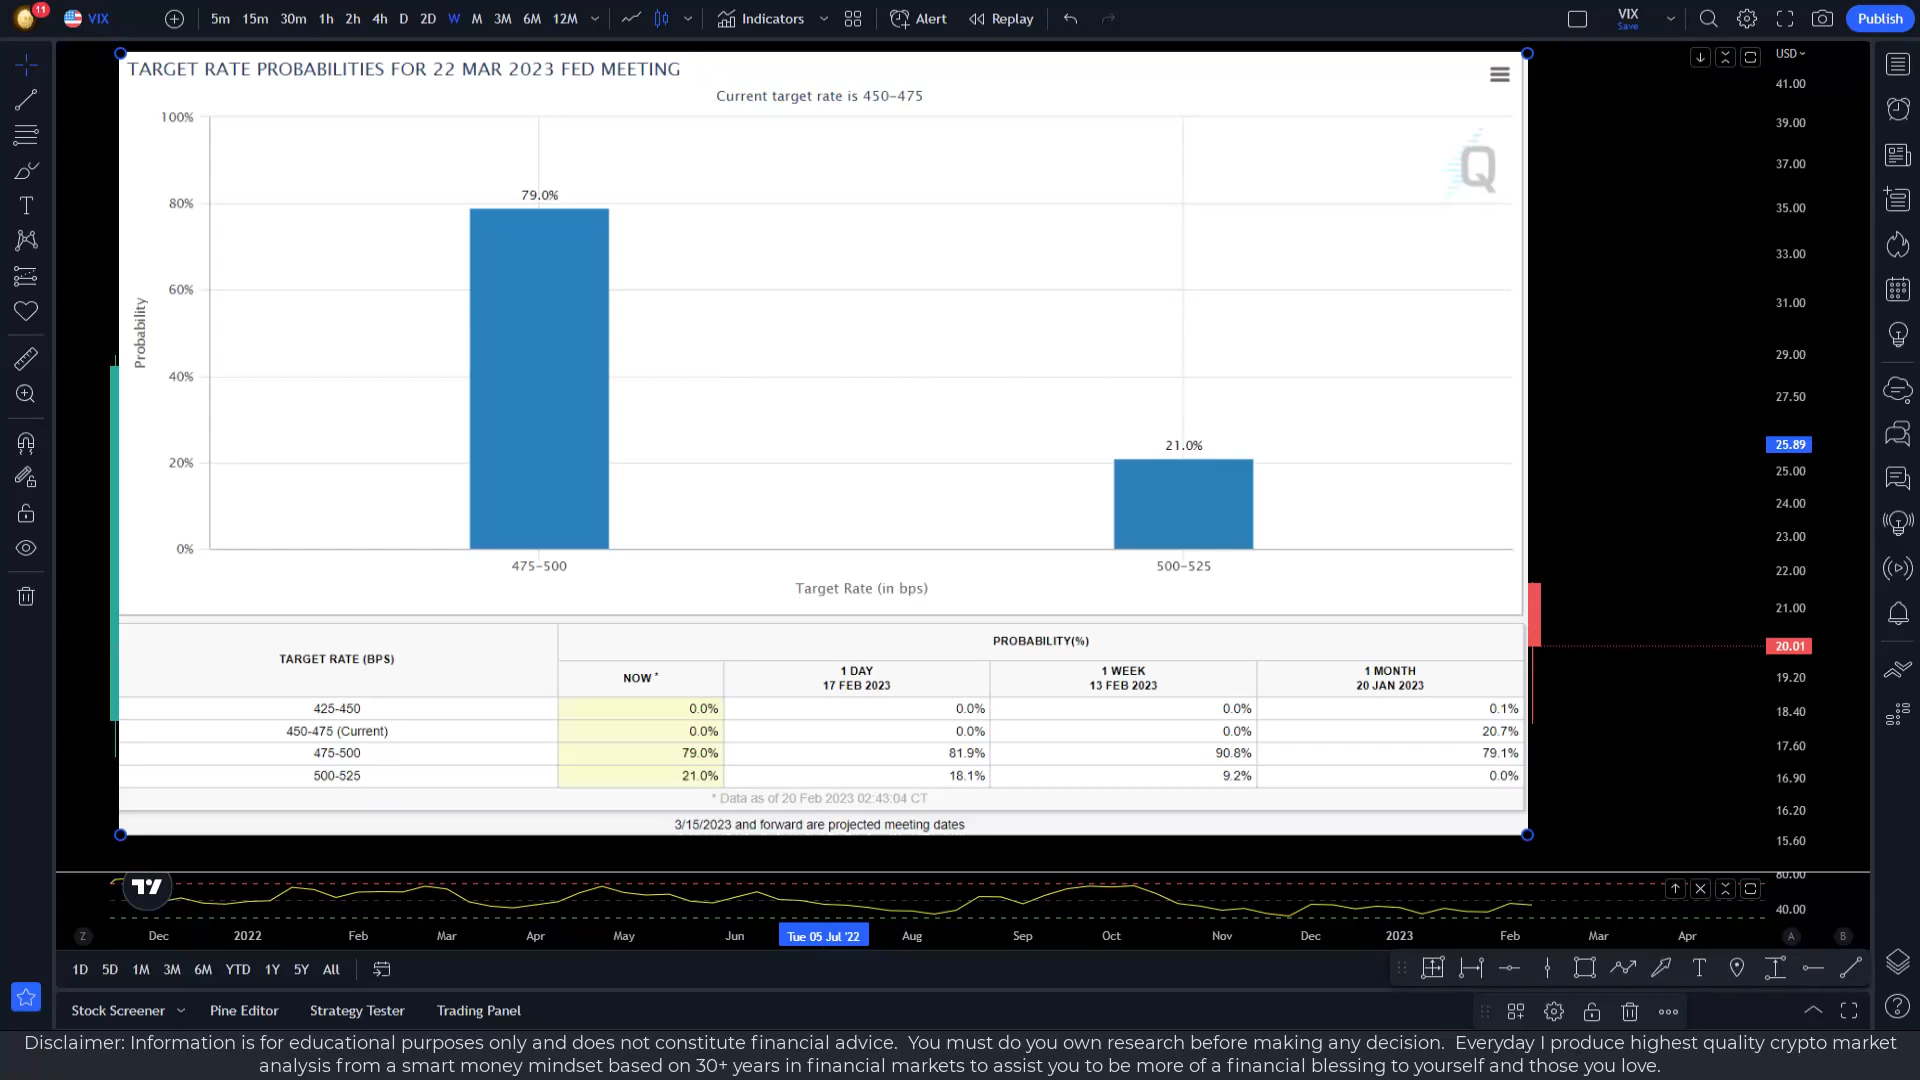 11
VIX
5m 15m 30m 1h 2h 4h D 2D W M 3M 6M 12M
Indicators
Alert
Replay
VIX
Save
Publish
TARGET RATE PROBABILITIES FOR 22 MAR 2023 FED MEETING
Current target rate is 450-475
100%
80%
60%
40%
20%
0%
Probability
79.0%
21.0%
Q
475-500
500-525
Target Rate (in bps)
TARGET RATE (BPS)
PROBABILITY(%)
NOW *
1 DAY
17 FEB 2023
1 WEEK
13 FEB 2023
1 MONTH
20 JAN 2023
425-450 0.0% 0.0% 0.0% 0.1%
450-475 (Current) 0.0% 0.0% 0.0% 20.7%
475-500 79.0% 81.9% 90.8% 79.1%
500-525 21.0% 18.1% 9.2% 0.0%
* Data as of 20 Feb 2023 02:43:04 CT
3/15/2023 and forward are projected meeting dates
USD
41.00
39.00
37.00
35.00
33.00
31.00
29.00
27.50
25.89
25.00
24.00
23.00
22.00
21.00
20.01
19.20
18.40
17.60
16.90
16.20
15.60
80.00
40.00
Z Dec 2022 Feb Mar Apr May Jun Tue 05 Jul '22 Aug Sep Oct Nov Dec 2023 Feb Mar Apr A B
1D 5D 1M 3M 6M YTD 1Y 5Y All
Stock Screener Pine Editor Strategy Tester Trading Panel
Disclaimer: Information is for educational purposes only and does not constitute financial advice. You must do you own research before making any decision. Everyday I produce highest quality crypto market
analysis from a smart money mindset based on 30+ years in financial markets to assist you to be more of a financial blessing to yourself and those you love.